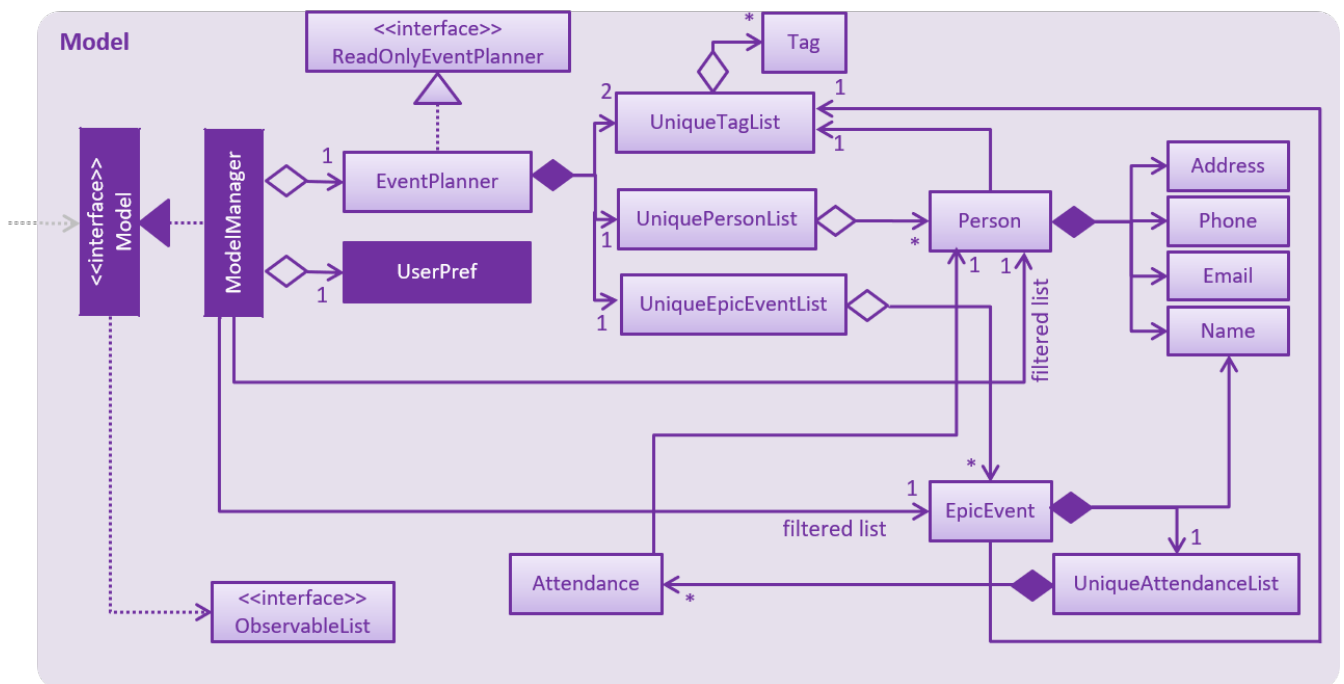 Model
<<interface>>
ReadOnlyEventPlanner
*
Tag
2
UniqueTagList
1
1
<<interface>>
Model
ModelManager
1
EventPlanner
1
UserPref
1
UniquePersonList
*
Person
1
1
filtered list
Address
Phone
Email
Name
1
UniqueEpicEventList
*
1
filtered list
EpicEvent
1
UniqueAttendanceList
*
Attendance
<<interface>>
ObservableList